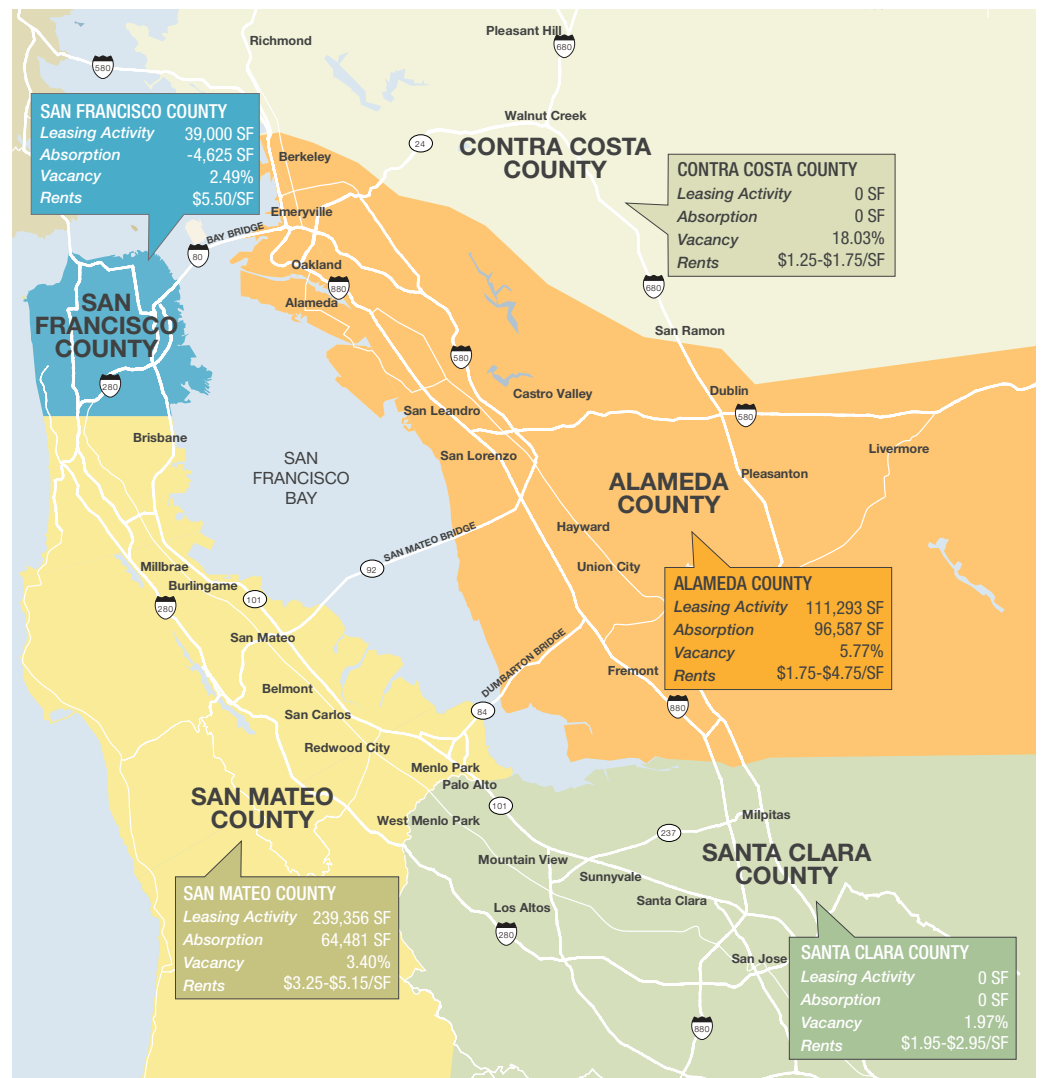 Richmond
Pleasant Hill
680
580
SAN FRANCISCO COUNTY
Leasing Activity 39,000 SF
Absorption -4,625 SF
Vacancy 2.49%
Rents $5.50/SF
Walnut Creek
24
CONTRA COSTA
COUNTY
Berkeley
CONTRA COSTA COUNTY
Leasing Activity 0 SF
Absorption 0 SF
Vacancy 18.03%
Rents $1.25-$1.75/SF
Emeryville
BAY BRIDGE
80
Oakland
880
680
Alameda
SAN
FRANCISCO
COUNTY
San Ramon
580
280
Castro Valley
Dublin
580
San Leandro
Brisbane
San Lorenzo
Livermore
SAN
FRANCISCO
BAY
Pleasanton
ALAMEDA
COUNTY
Hayward
SAN MATEO BRIDGE
92
Union City
Millbrae
Burlingame
280
101
ALAMEDA COUNTY
Leasing Activity 111,293 SF
Absorption 96,587 SF
Vacancy 5.77%
Rents $1.75-$4.75/SF
San Mateo
DUMBARTON BRIDGE
Fremont
Belmont
84
880
San Carlos
Redwood City
Menlo Park
Palo Alto
SAN MATEO
COUNTY
101
West Menlo Park
Milpitas
237
Mountain View
SANTA CLARA
COUNTY
Sunnyvale
SAN MATEO COUNTY
Leasing Activity 239,356 SF
Absorption 64,481 SF
Vacancy 3.40%
Rents $3.25-$5.15/SF
Santa Clara
Los Altos
280
San Jose
SANTA CLARA COUNTY
Leasing Activity 0 SF
Absorption 0 SF
Vacancy 1.97%
Rents $1.95-$2.95/SF
880